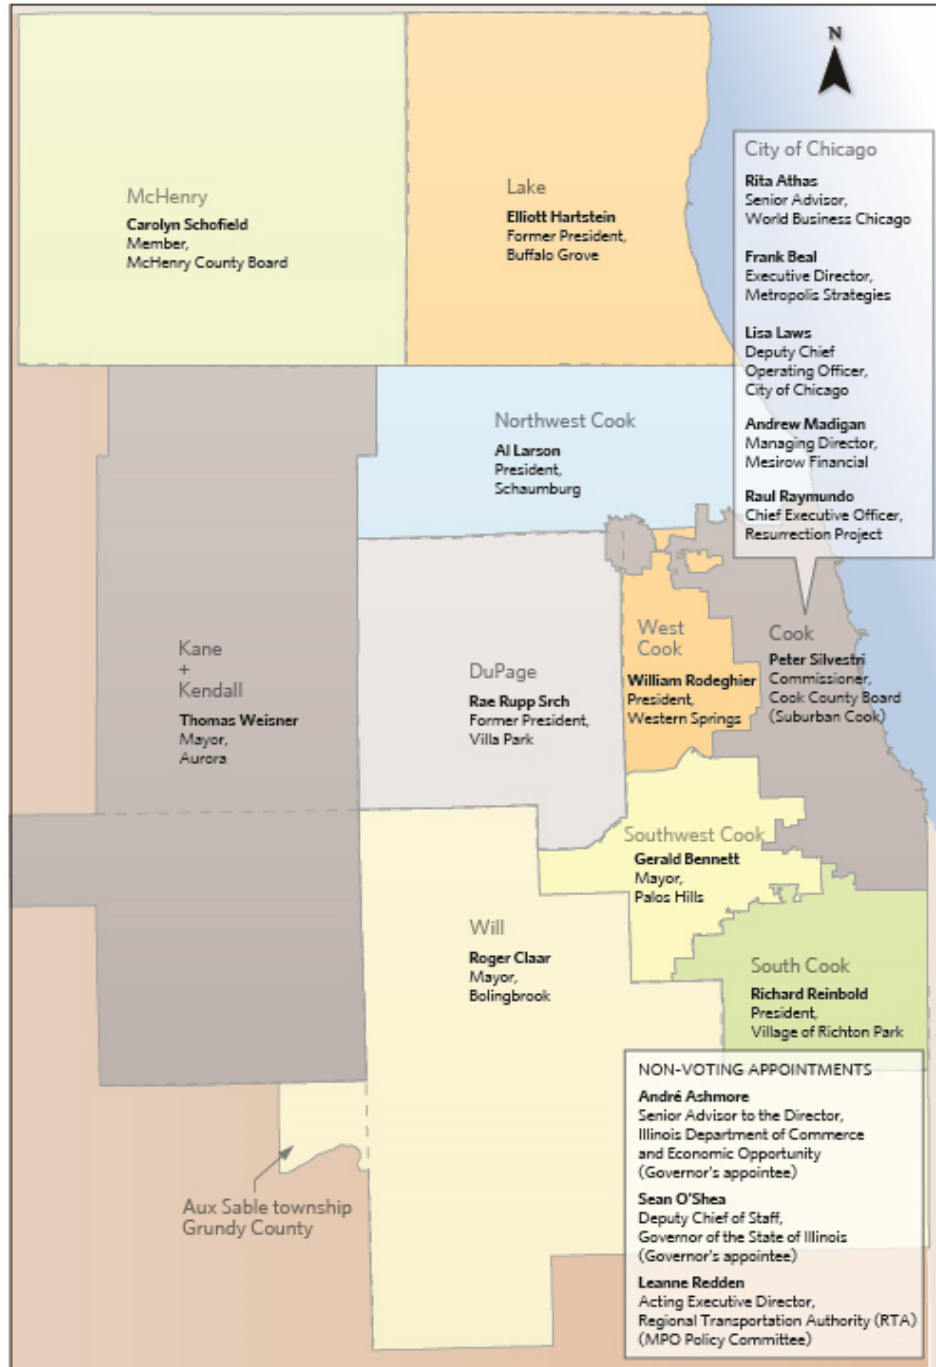 N
McHenry
Carolyn Schofield
Member,
McHenry County Board
Lake
Elliott Hartstein
Former President,
Buffalo Grove
City of Chicago
Rita Athas
Senior Advisor,
World Business Chicago
Frank Beal
Executive Director,
Metropolis Strategies
Lisa Laws
Deputy Chief
Operating Officer,
City of Chicago
Andrew Madigan
Managing Director,
Mesirow Financial
Raul Raymundo
Chief Executive Officer,
Resurrection Project
Northwest Cook
Al Larson
President,
Schaumburg
Kane
+
Kendall
Thomas Weisner
Mayor,
Aurora
DuPage
Rae Rupp Srch
Former President,
Villa Park
West
Cook
William Rodeghier
President,
Western Springs
Cook
Peter Silvestri
Commissioner,
Cook County Board
(Suburban Cook)
Southwest Cook
Gerald Bennett
Mayor,
Palos Hills
Will
Roger Claar
Mayor,
Bolingbrook
South Cook
Richard Reinbold
President,
Village of Richton Park
Aux Sable township
Grundy County
NON-VOTING APPOINTMENTS
André Ashmore
Senior Advisor to the Director,
Illinois Department of Commerce
and Economic Opportunity
(Governor's appointee)
Sean O'Shea
Deputy Chief of Staff,
Governor of the State of Illinois
(Governor's appointee)
Leanne Redden
Acting Executive Director,
Regional Transportation Authority (RTA)
(MPO Policy Committee)